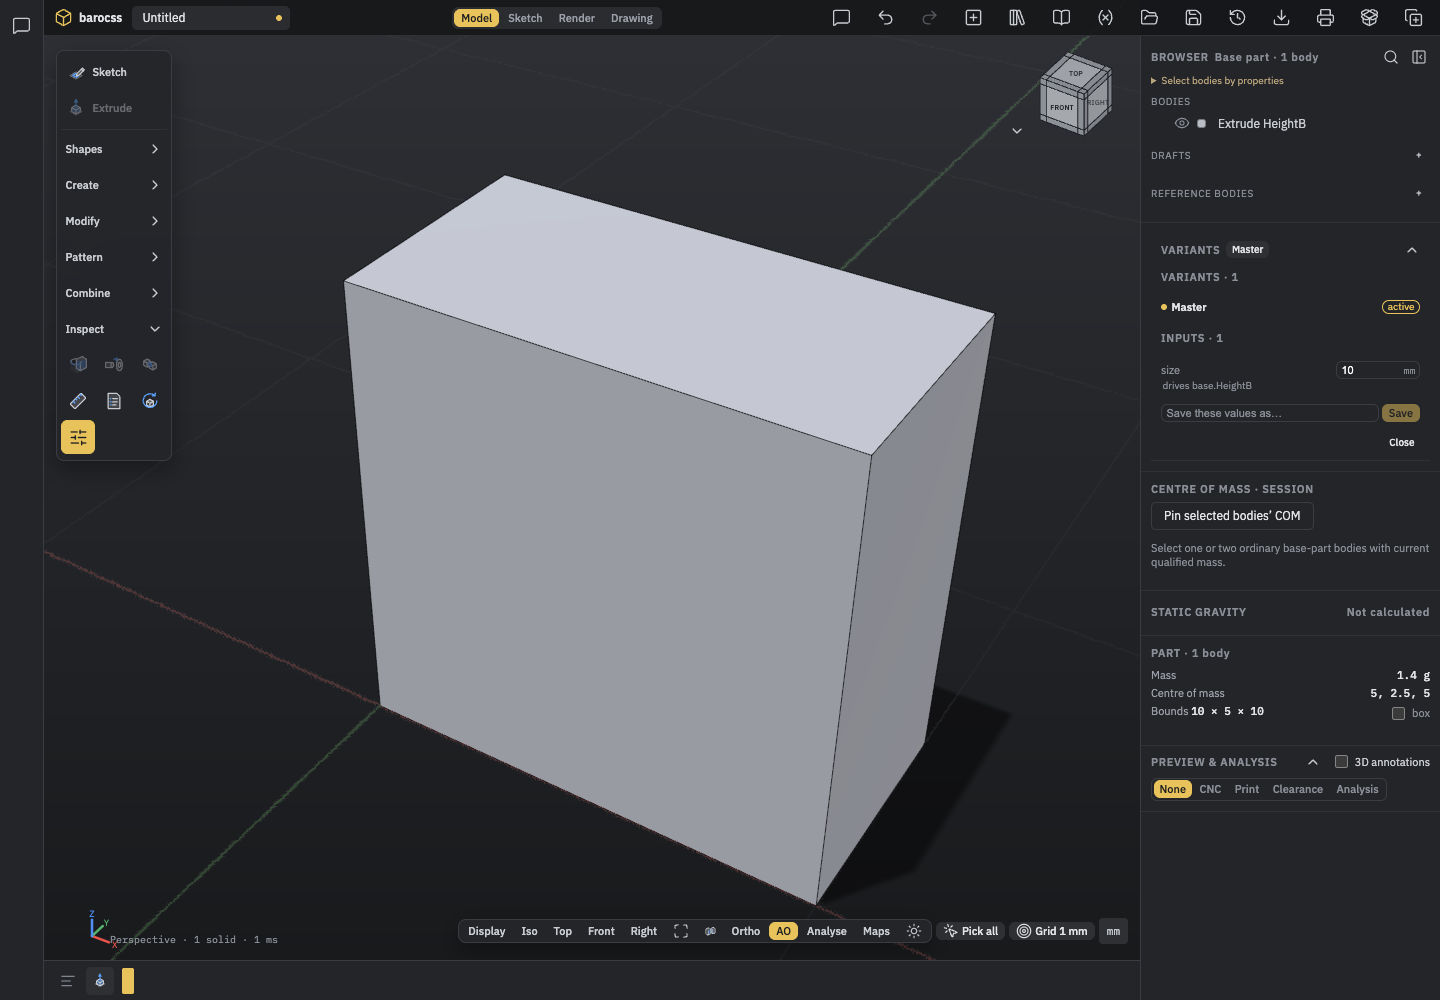 barocss
Untitled
Model Sketch Render Drawing
Sketch
Extrude
Shapes
Create
Modify
Pattern
Combine
Inspect
TOP
FRONT
RIGHT
BROWSER Base part · 1 body
Select bodies by properties
BODIES
Extrude HeightB
DRAFTS +
REFERENCE BODIES +
VARIANTS Master
VARIANTS · 1
Master active
INPUTS · 1
size 10 mm
drives base.HeightB
Save these values as... Save
Close
CENTRE OF MASS · SESSION
Pin selected bodies' COM
Select one or two ordinary base-part bodies with current
qualified mass.
STATIC GRAVITY Not calculated
PART · 1 body
Mass 1.4 g
Centre of mass 5, 2.5, 5
Bounds 10 × 5 × 10 box
PREVIEW & ANALYSIS 3D annotations
None CNC Print Clearance Analysis
Z
Y
X
Perspective · 1 solid · 1 ms
Display Iso Top Front Right Ortho AO Analyse Maps Pick all Grid 1 mm mm